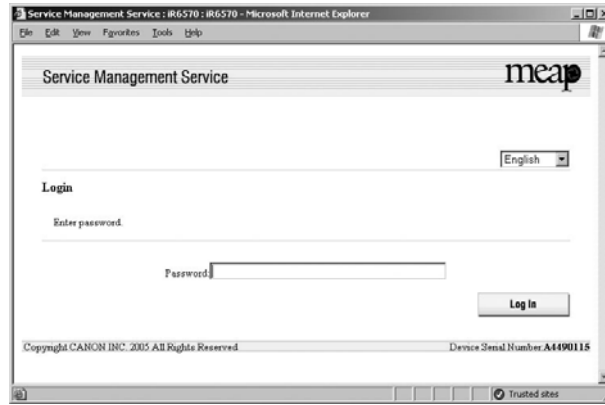 Service Management Service : iR6570 : iR6570 - Microsoft Internet Explorer
File Edit View Favorites Tools Help
Service Management Service meap
English
Login
Enter password.
Password:
Log In
Copyright CANON INC. 2005 All Rights Reserved Device Serial Number:A4490115
Trusted sites